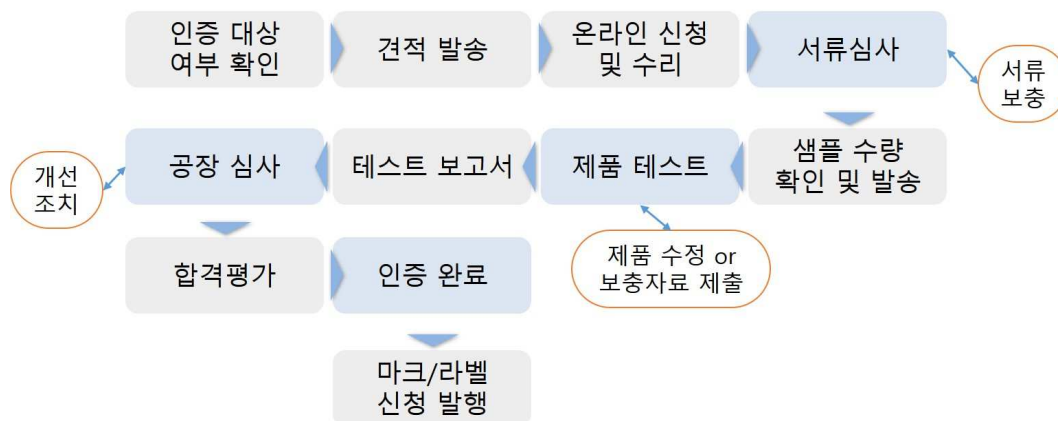 인증 대상
여부 확인
견적 발송
온라인 신청
및 수리
서류심사
서류
보충
개선
조치
공장 심사
테스트 보고서
제품 테스트
샘플 수량
확인 및 발송
합격평가
인증 완료
제품 수정 or
보충자료 제출
마크/라벨
신청 발행